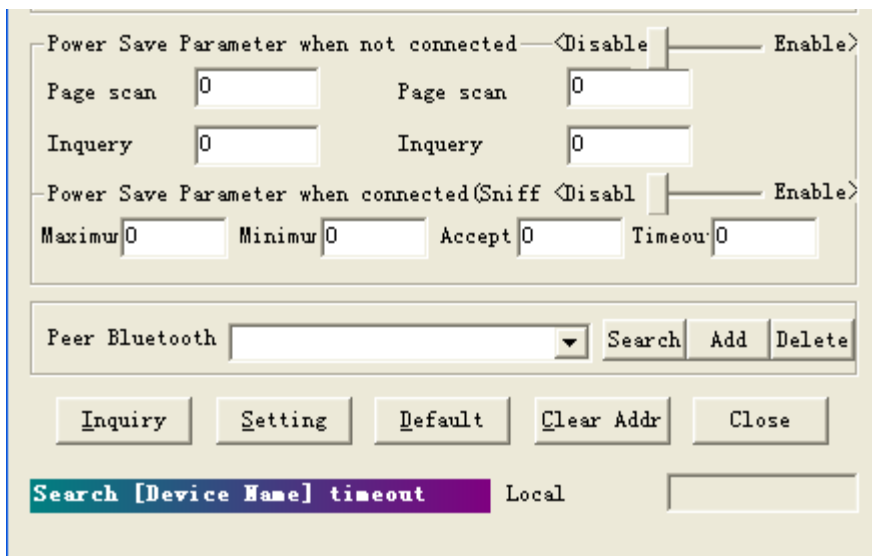 Power Save Parameter when not connected <Disable Enable>
Page scan 0 Page scan 0
Inquery 0 Inquery 0
Power Save Parameter when connected(Sniff <Disabl Enable>
Maximur 0 Minimur 0 Accept 0 Timeou 0
Peer Bluetooth Search Add Delete
Inquiry Setting Default Clear Addr Close
Search [Device Name] timeout Local